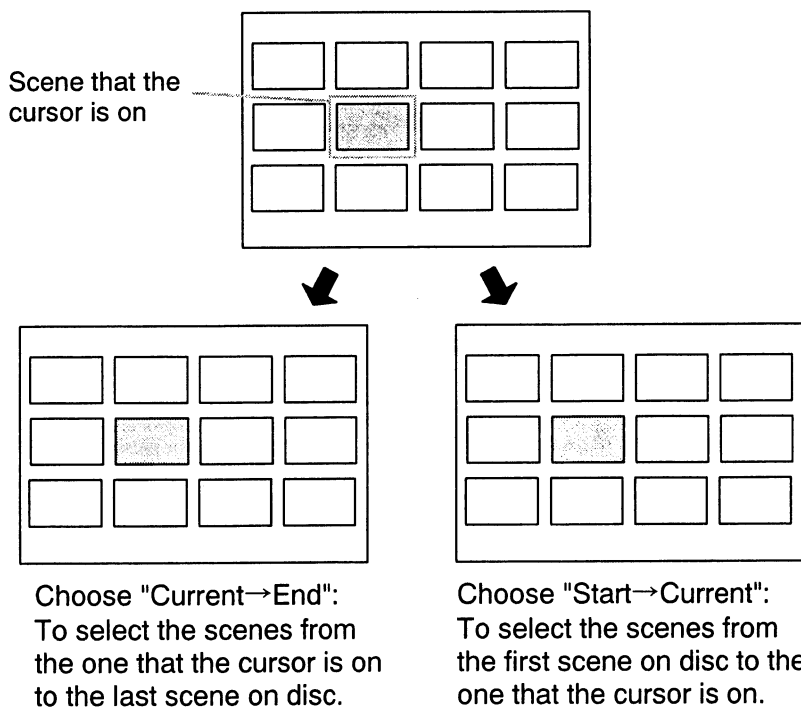 Scene that the
cursor is on
Choose "Current→End":
To select the scenes from
the one that the cursor is on
to the last scene on disc.
Choose "Start→Current":
To select the scenes from
the first scene on disc to the
one that the cursor is on.